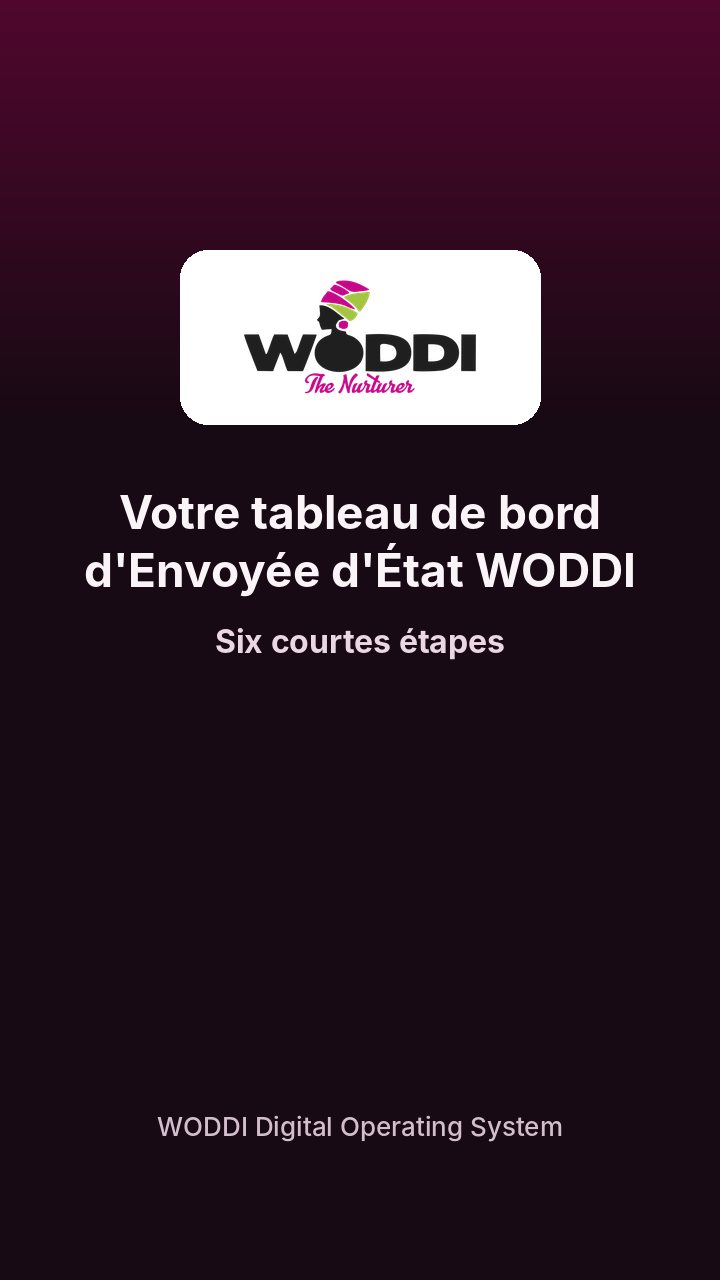 WODDI
The Nurturer
Votre tableau de bord
d'Envoyée d'État WODDI
Six courtes étapes
WODDI Digital Operating System